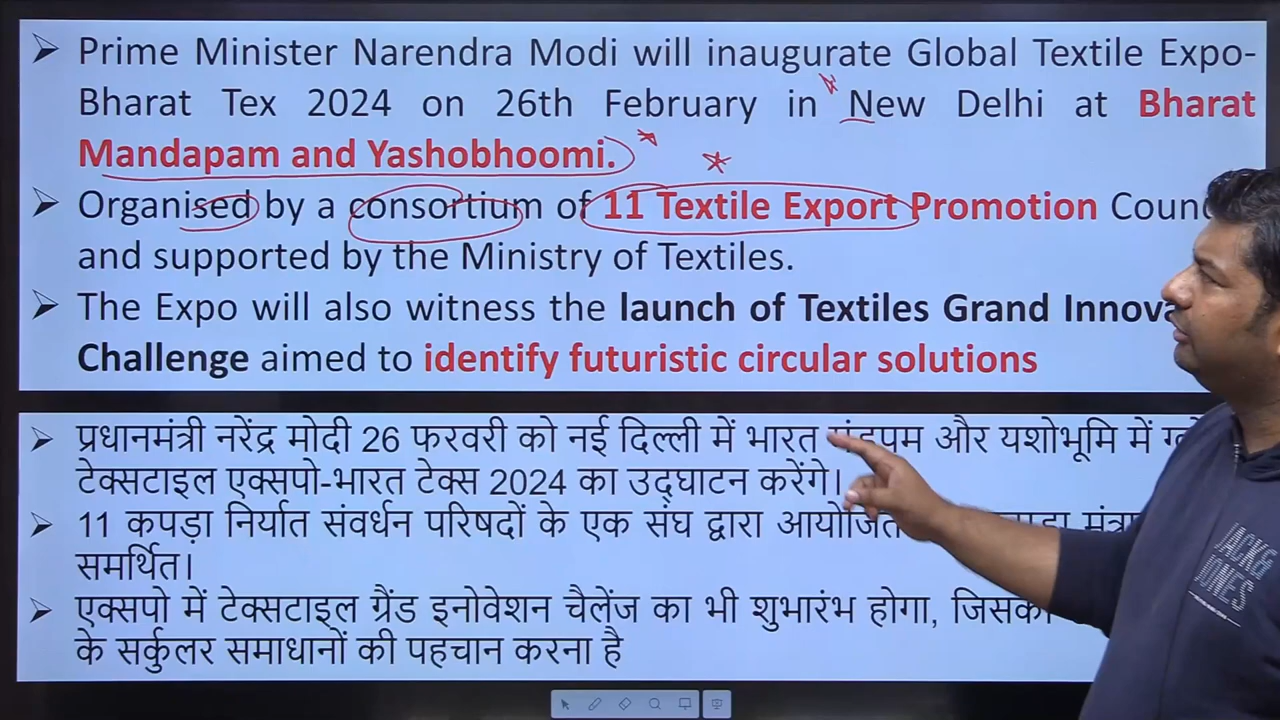 Prime Minister Narendra Modi will inaugurate Global Textile Expo-
Bharat Tex 2024 on 26th February in New Delhi at Bharat
Mandapam and Yashobhoomi.
Organised by a consortium of 11 Textile Export Promotion
and supported by the Ministry of Textiles.
The Expo will also witness the launch of Textiles Grand
Challenge aimed to identify futuristic circular solutions
प्रधानमंत्री नरेंद्र मोदी 26 फरवरी को नई दिल्ली में भारत मंडपम और यशोभूमि में
टेक्सटाइल एक्सपो-भारत टेक्स 2024 का उद्घाटन करेंगे।
11 कपड़ा निर्यात संवर्धन परिषदों के एक संघ द्वारा आयोजित
समर्थित।
एक्सपो में टेक्सटाइल ग्रैंड इनोवेशन चैलेंज का भी शुभारंभ होगा, जिसका
के सर्कुलर समाधानों की पहचान करना है
JACK&
JONES